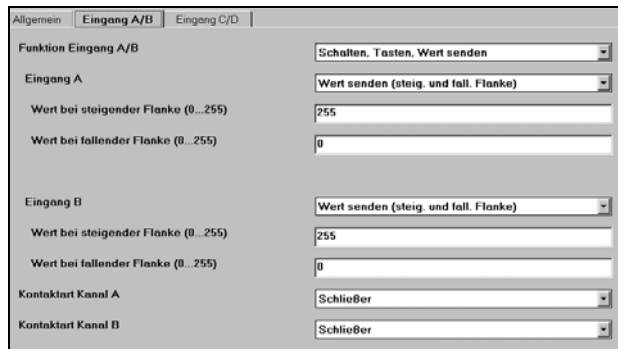 Allgemein Eingang A/B Eingang C/D
Funktion Eingang A/B Schalten, Tasten, Wert senden
Eingang A Wert senden (steig. und fall. Flanke)
Wert bei steigender Flanke (0...255) 255
Wert bei fallender Flanke (0...255) 0
Eingang B Wert senden (steig. und fall. Flanke)
Wert bei steigender Flanke (0...255) 255
Wert bei fallender Flanke (0...255) 0
Kontaktart Kanal A Schließer
Kontaktart Kanal B Schließer